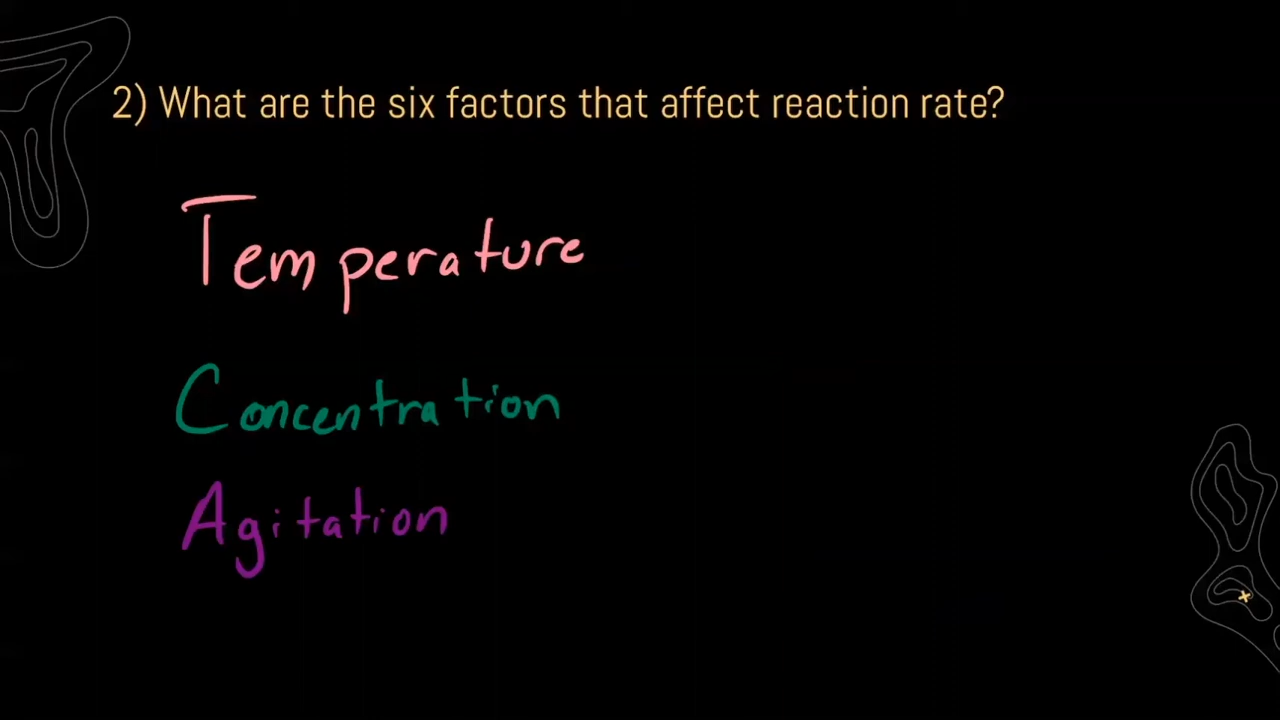 2) What are the six factors that affect reaction rate?
Temperature
Concentration
Agitation